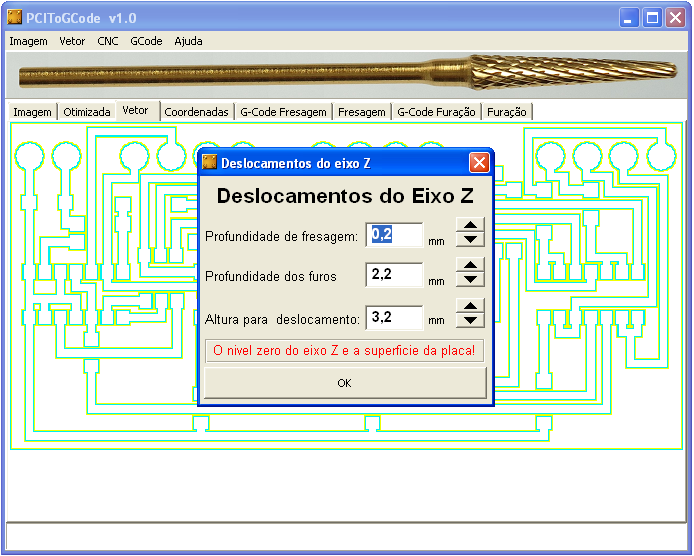 PCIToGCode v1.0
Imagem Vetor CNC GCode Ajuda
Imagem Otimizada Vetor Coordenadas G-Code Fresagem Fresagem G-Code Furação Furação
Deslocamentos do eixo Z
Deslocamentos do Eixo Z
Profundidade de fresagem: 0,2 mm
Profundidade dos furos 2,2 mm
Altura para deslocamento: 3,2 mm
O nivel zero do eixo Z e a superficie da placa!
OK